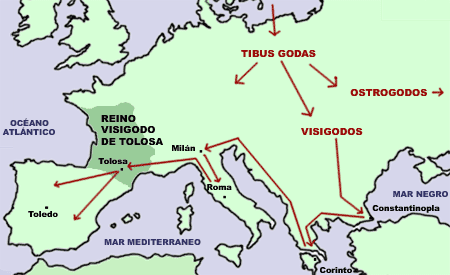 TIBUS GODAS
OSTROGODOS
OCÉANO
ATLÁNTICO
REINO
VISIGODO
DE TOLOSA
VISIGODOS
Milán
Tolosa
Roma
MAR NEGRO
Toledo
Constantinopla
MAR MEDITERRANEO
Corinto